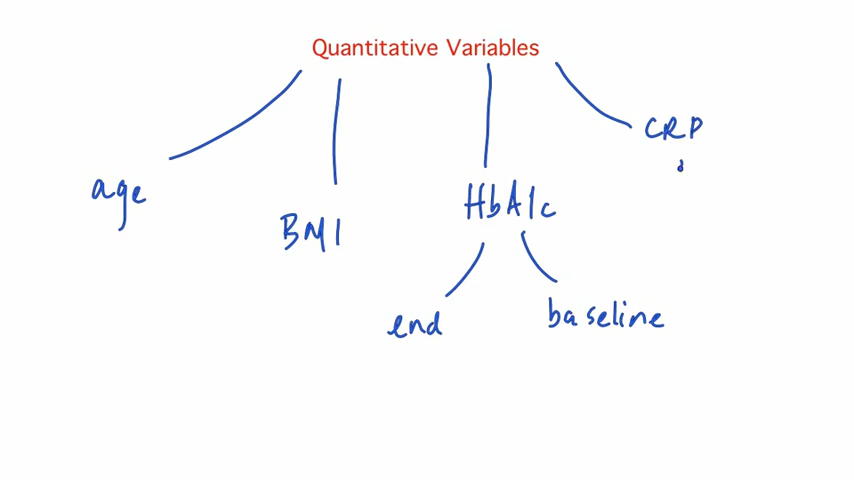 Quantitative Variables
CRP
age
HbA1c
BMI
end
baseline